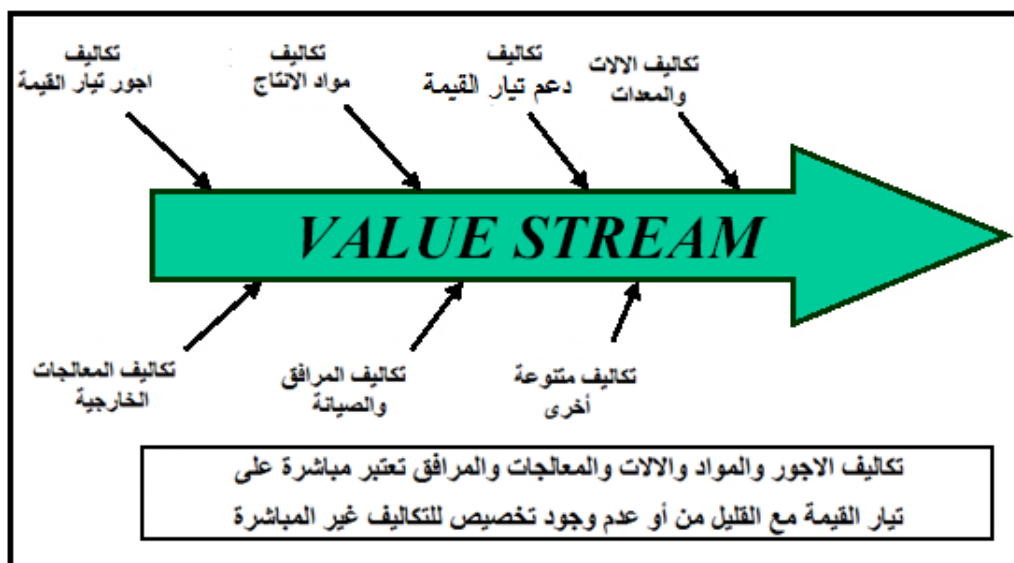 تكاليف
اجور تيار القيمة
تكاليف
مواد الانتاج
تكاليف
دعم تيار القيمة
تكاليف الالات
والمعدات
VALUE STREAM
تكاليف المعالجات
الخارجية
تكاليف المرافق
والصيانة
تكاليف متنوعة
أخرى
تكاليف الاجور والمواد والالات والمعالجات والمرافق تعتبر مباشرة على
تيار القيمة مع القليل من أو عدم وجود تخصيص للتكاليف غير المباشرة